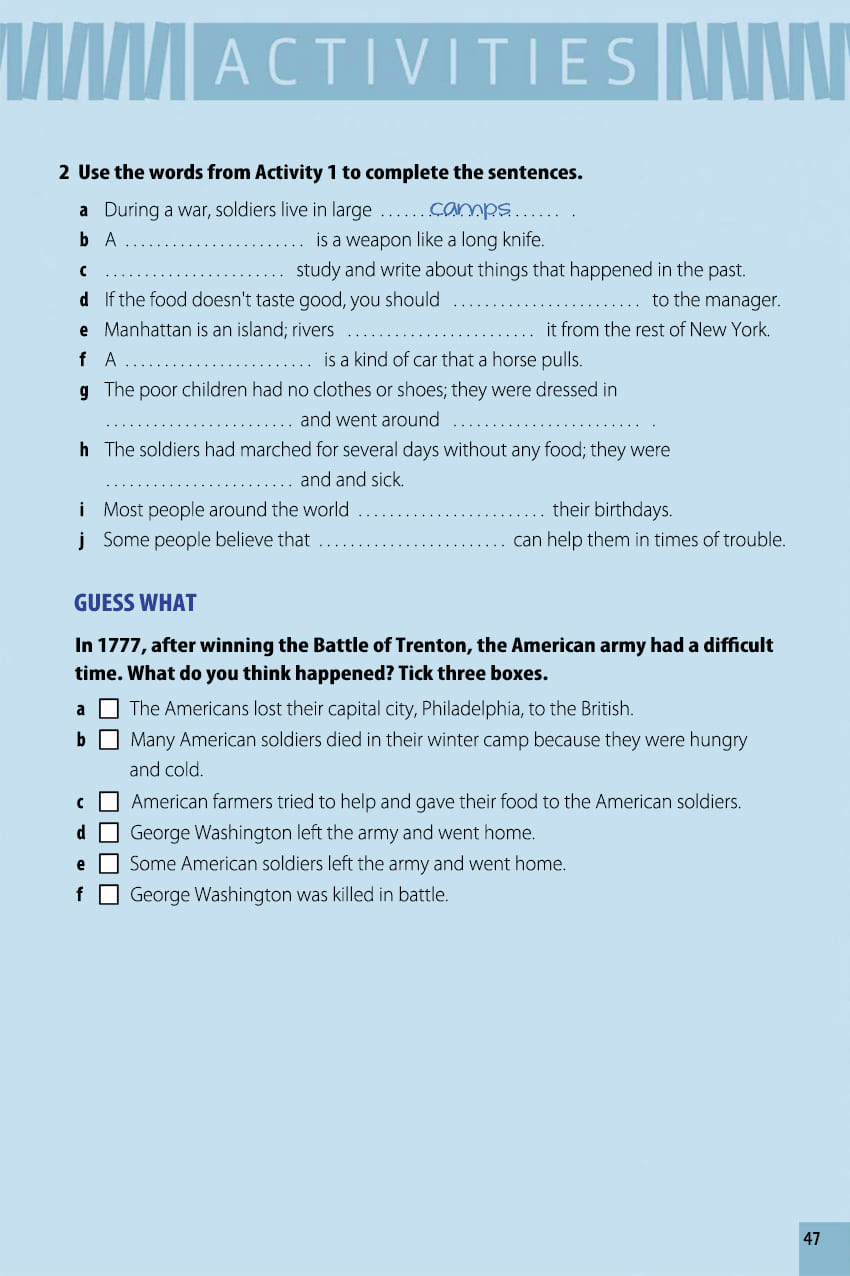 ACTIVITIES
2 Use the words from Activity 1 to complete the sentences.
a During a war, soldiers live in large ......camps...... .
b A ....................... is a weapon like a long knife.
c ....................... study and write about things that happened in the past.
d If the food doesn't taste good, you should ........................ to the manager.
e Manhattan is an island; rivers ........................ it from the rest of New York.
f A ........................ is a kind of car that a horse pulls.
g The poor children had no clothes or shoes; they were dressed in
........................ and went around ........................ .
h The soldiers had marched for several days without any food; they were
........................ and and sick.
i Most people around the world ........................ their birthdays.
j Some people believe that ........................ can help them in times of trouble.
GUESS WHAT
In 1777, after winning the Battle of Trenton, the American army had a difficult
time. What do you think happened? Tick three boxes.
a The Americans lost their capital city, Philadelphia, to the British.
b Many American soldiers died in their winter camp because they were hungry
and cold.
c American farmers tried to help and gave their food to the American soldiers.
d George Washington left the army and went home.
e Some American soldiers left the army and went home.
f George Washington was killed in battle.
47